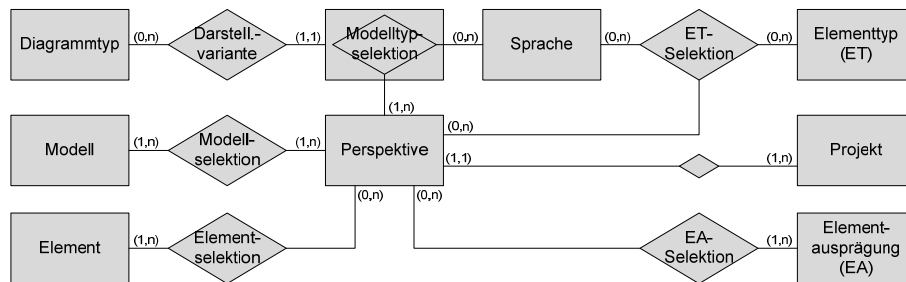 Diagrammtyp
(0,n)
Darstell.-
variante
(1,1)
Modelltyp-
selektion
(0,n)
Sprache
(0,n)
ET-
Selektion
(0,n)
Elementtyp
(ET)
(1,n)
(0,n)
Modell
(1,n)
Modell-
selektion
(1,n)
Perspektive
(1,1)
(1,n)
Projekt
(0,n)
(0,n)
Element
(1,n)
Element-
selektion
EA-
Selektion
(1,n)
Element-
ausprägung
(EA)